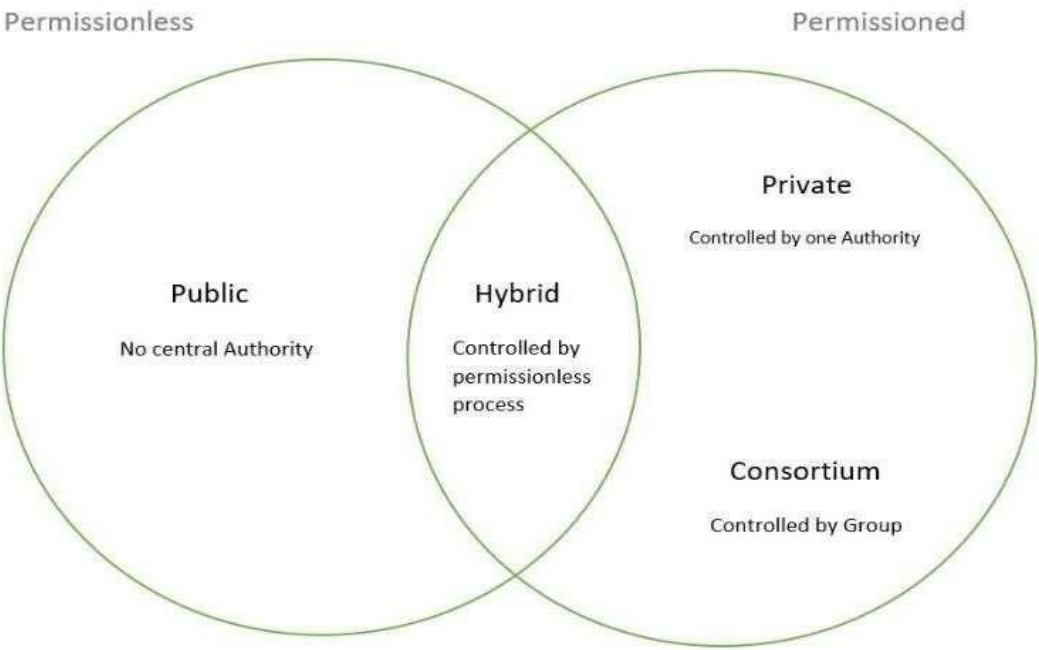 Permissionless
Permissioned
Private
Controlled by one Authority
Public
No central Authority
Hybrid
Controlled by
permissionless
process
Consortium
Controlled by Group